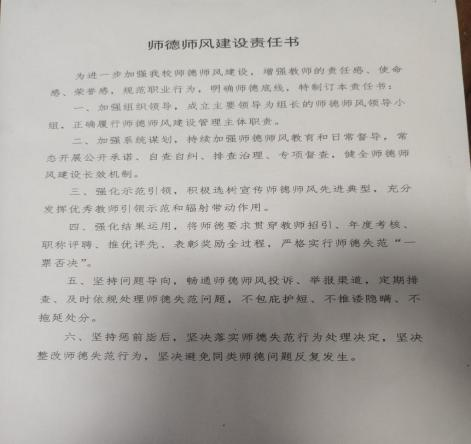 师德师风建设责任书
为进一步加强我校师德师风建设，增强教师的责任感、使命
感、荣誉感，规范职业行为，明确师德底线，特制订本责任书：
一、加强组织领导，成立主要领导为组长的师德师风领导小
组，正确履行师德师风建设管理主体职责。
二、加强系统谋划，持续加强师德师风教育和日常督导，常
态开展公开承诺、自查自纠、排查治理、专项督查，健全师德师
风建设长效机制。
三、强化示范引领，积极选树宣传师德师风先进典型，充分
发挥优秀教师引领示范和辐射带动作用。
四、强化结果运用，将师德要求贯穿教师招引、年度考核、
职称评聘、推优评先、表彰奖励全过程，严格实行师德失范“一
票否决”。
五、坚持问题导向，畅通师德师风投诉、举报渠道，定期排
查、及时依规处理师德失范问题，不包庇护短、不推诿隐瞒、不
拖延处分。
六、坚持惩前毖后，坚决落实师德失范行为处理决定，坚决
整改师德失范行为，坚决避免同类师德问题反复发生。